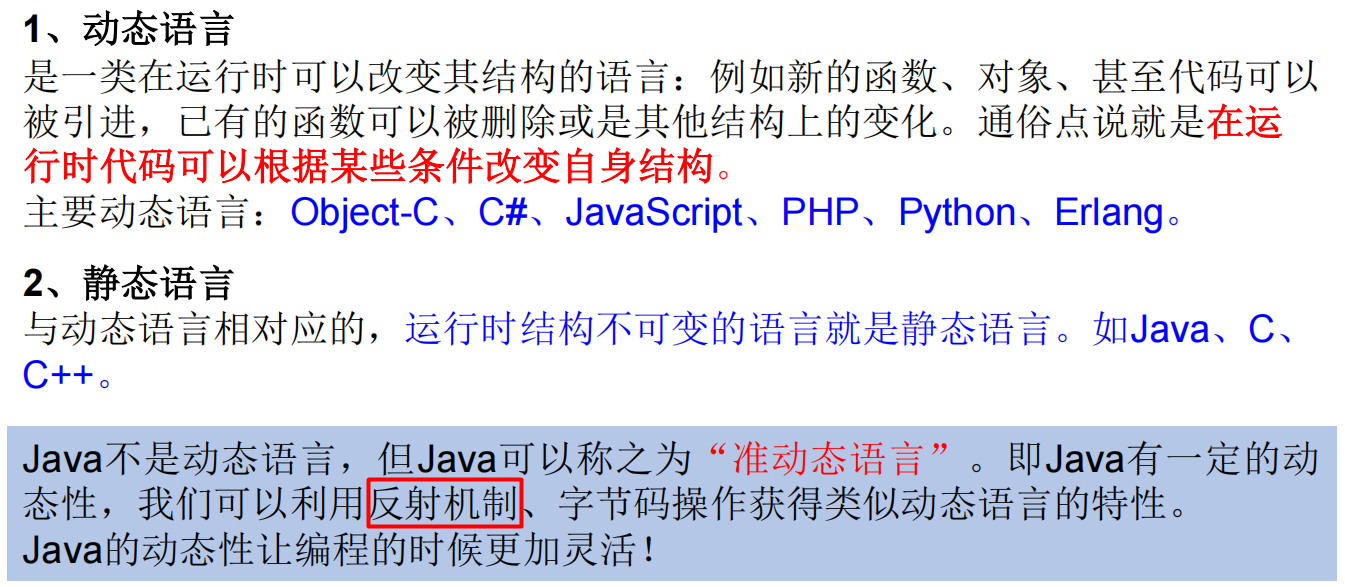 1、动态语言
是一类在运行时可以改变其结构的语言：例如新的函数、对象、甚至代码可以
被引进，已有的函数可以被删除或是其他结构上的变化。通俗点说就是在运
行时代码可以根据某些条件改变自身结构。
主要动态语言：Object-C、C#、JavaScript、PHP、Python、Erlang。
2、静态语言
与动态语言相对应的，运行时结构不可变的语言就是静态语言。如Java、C、
C++。
Java不是动态语言，但Java可以称之为“准动态语言”。即Java有一定的动
态性，我们可以利用反射机制、字节码操作获得类似动态语言的特性。
Java的动态性让编程的时候更加灵活！